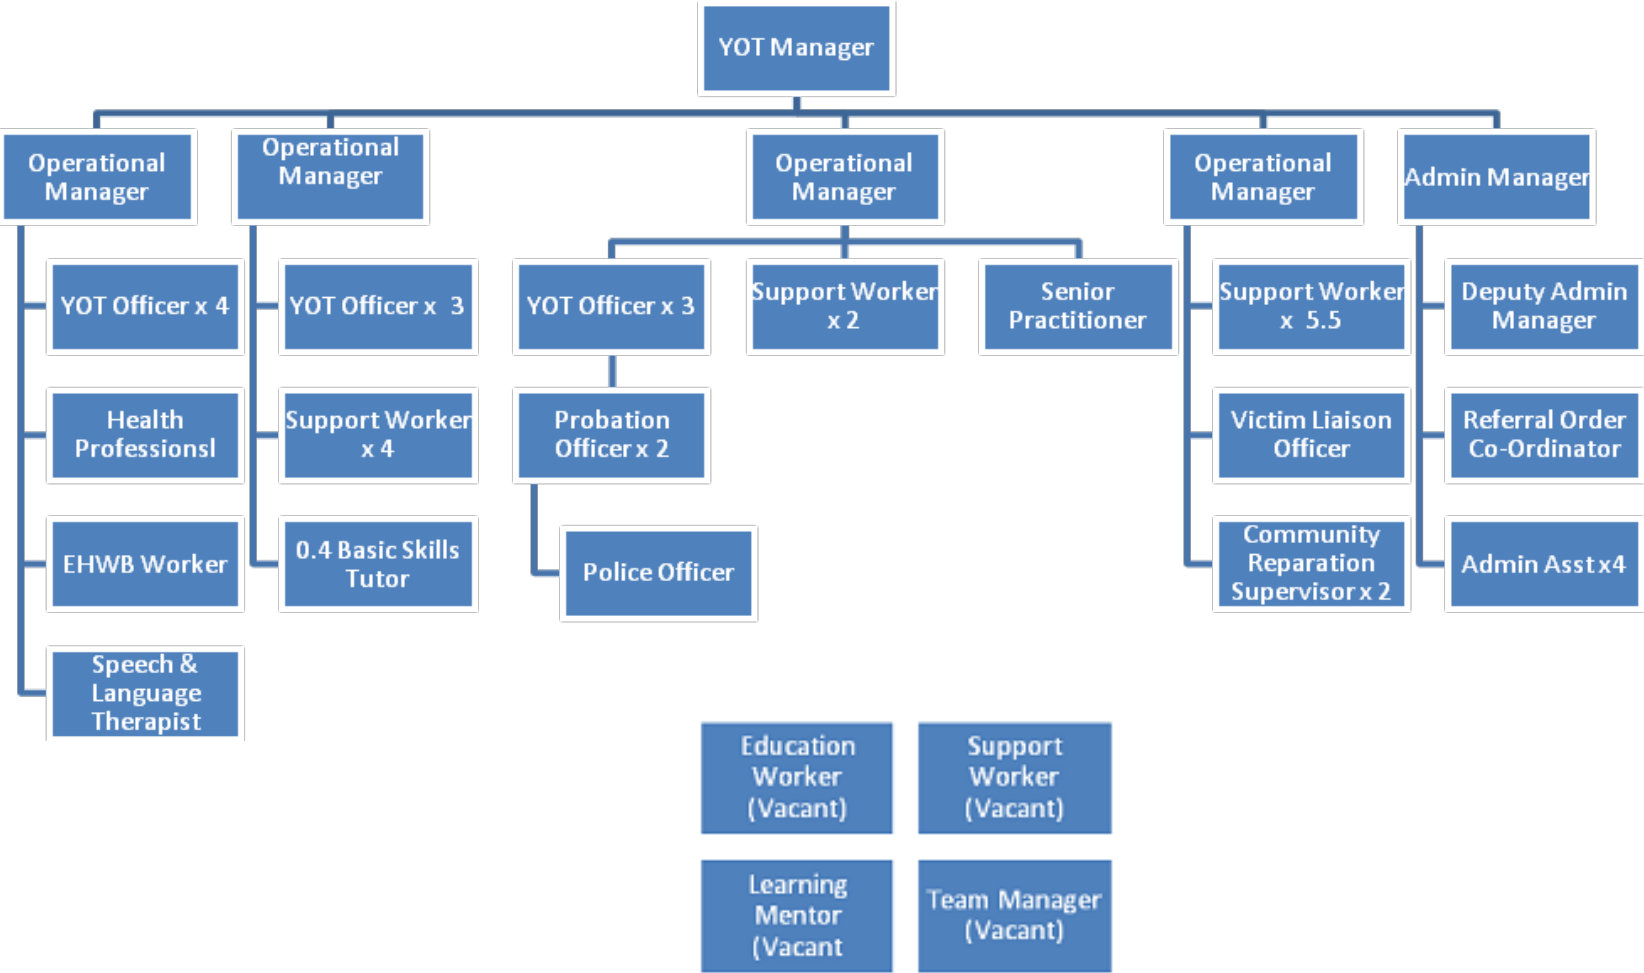 YOT Manager
Operational
Manager
Operational
Manager
Operational
Manager
Operational
Manager
Admin Manager
YOT Officer x 4
YOT Officer x  3
YOT Officer x 3
Support Worker
x 2
Senior
Practitioner
Support Worker
x  5.5
Deputy Admin
Manager
Health
Professionsl
Support Worker
x 4
Probation
Officer x 2
Victim Liaison
Officer
Referral Order
Co-Ordinator
EHWB Worker
0.4 Basic Skills
Tutor
Police Officer
Community
Reparation
Supervisor x 2
Admin Asst x4
Speech &
Language
Therapist
Education
Worker
(Vacant)
Support
Worker
(Vacant)
Learning
Mentor
(Vacant
Team Manager
(Vacant)